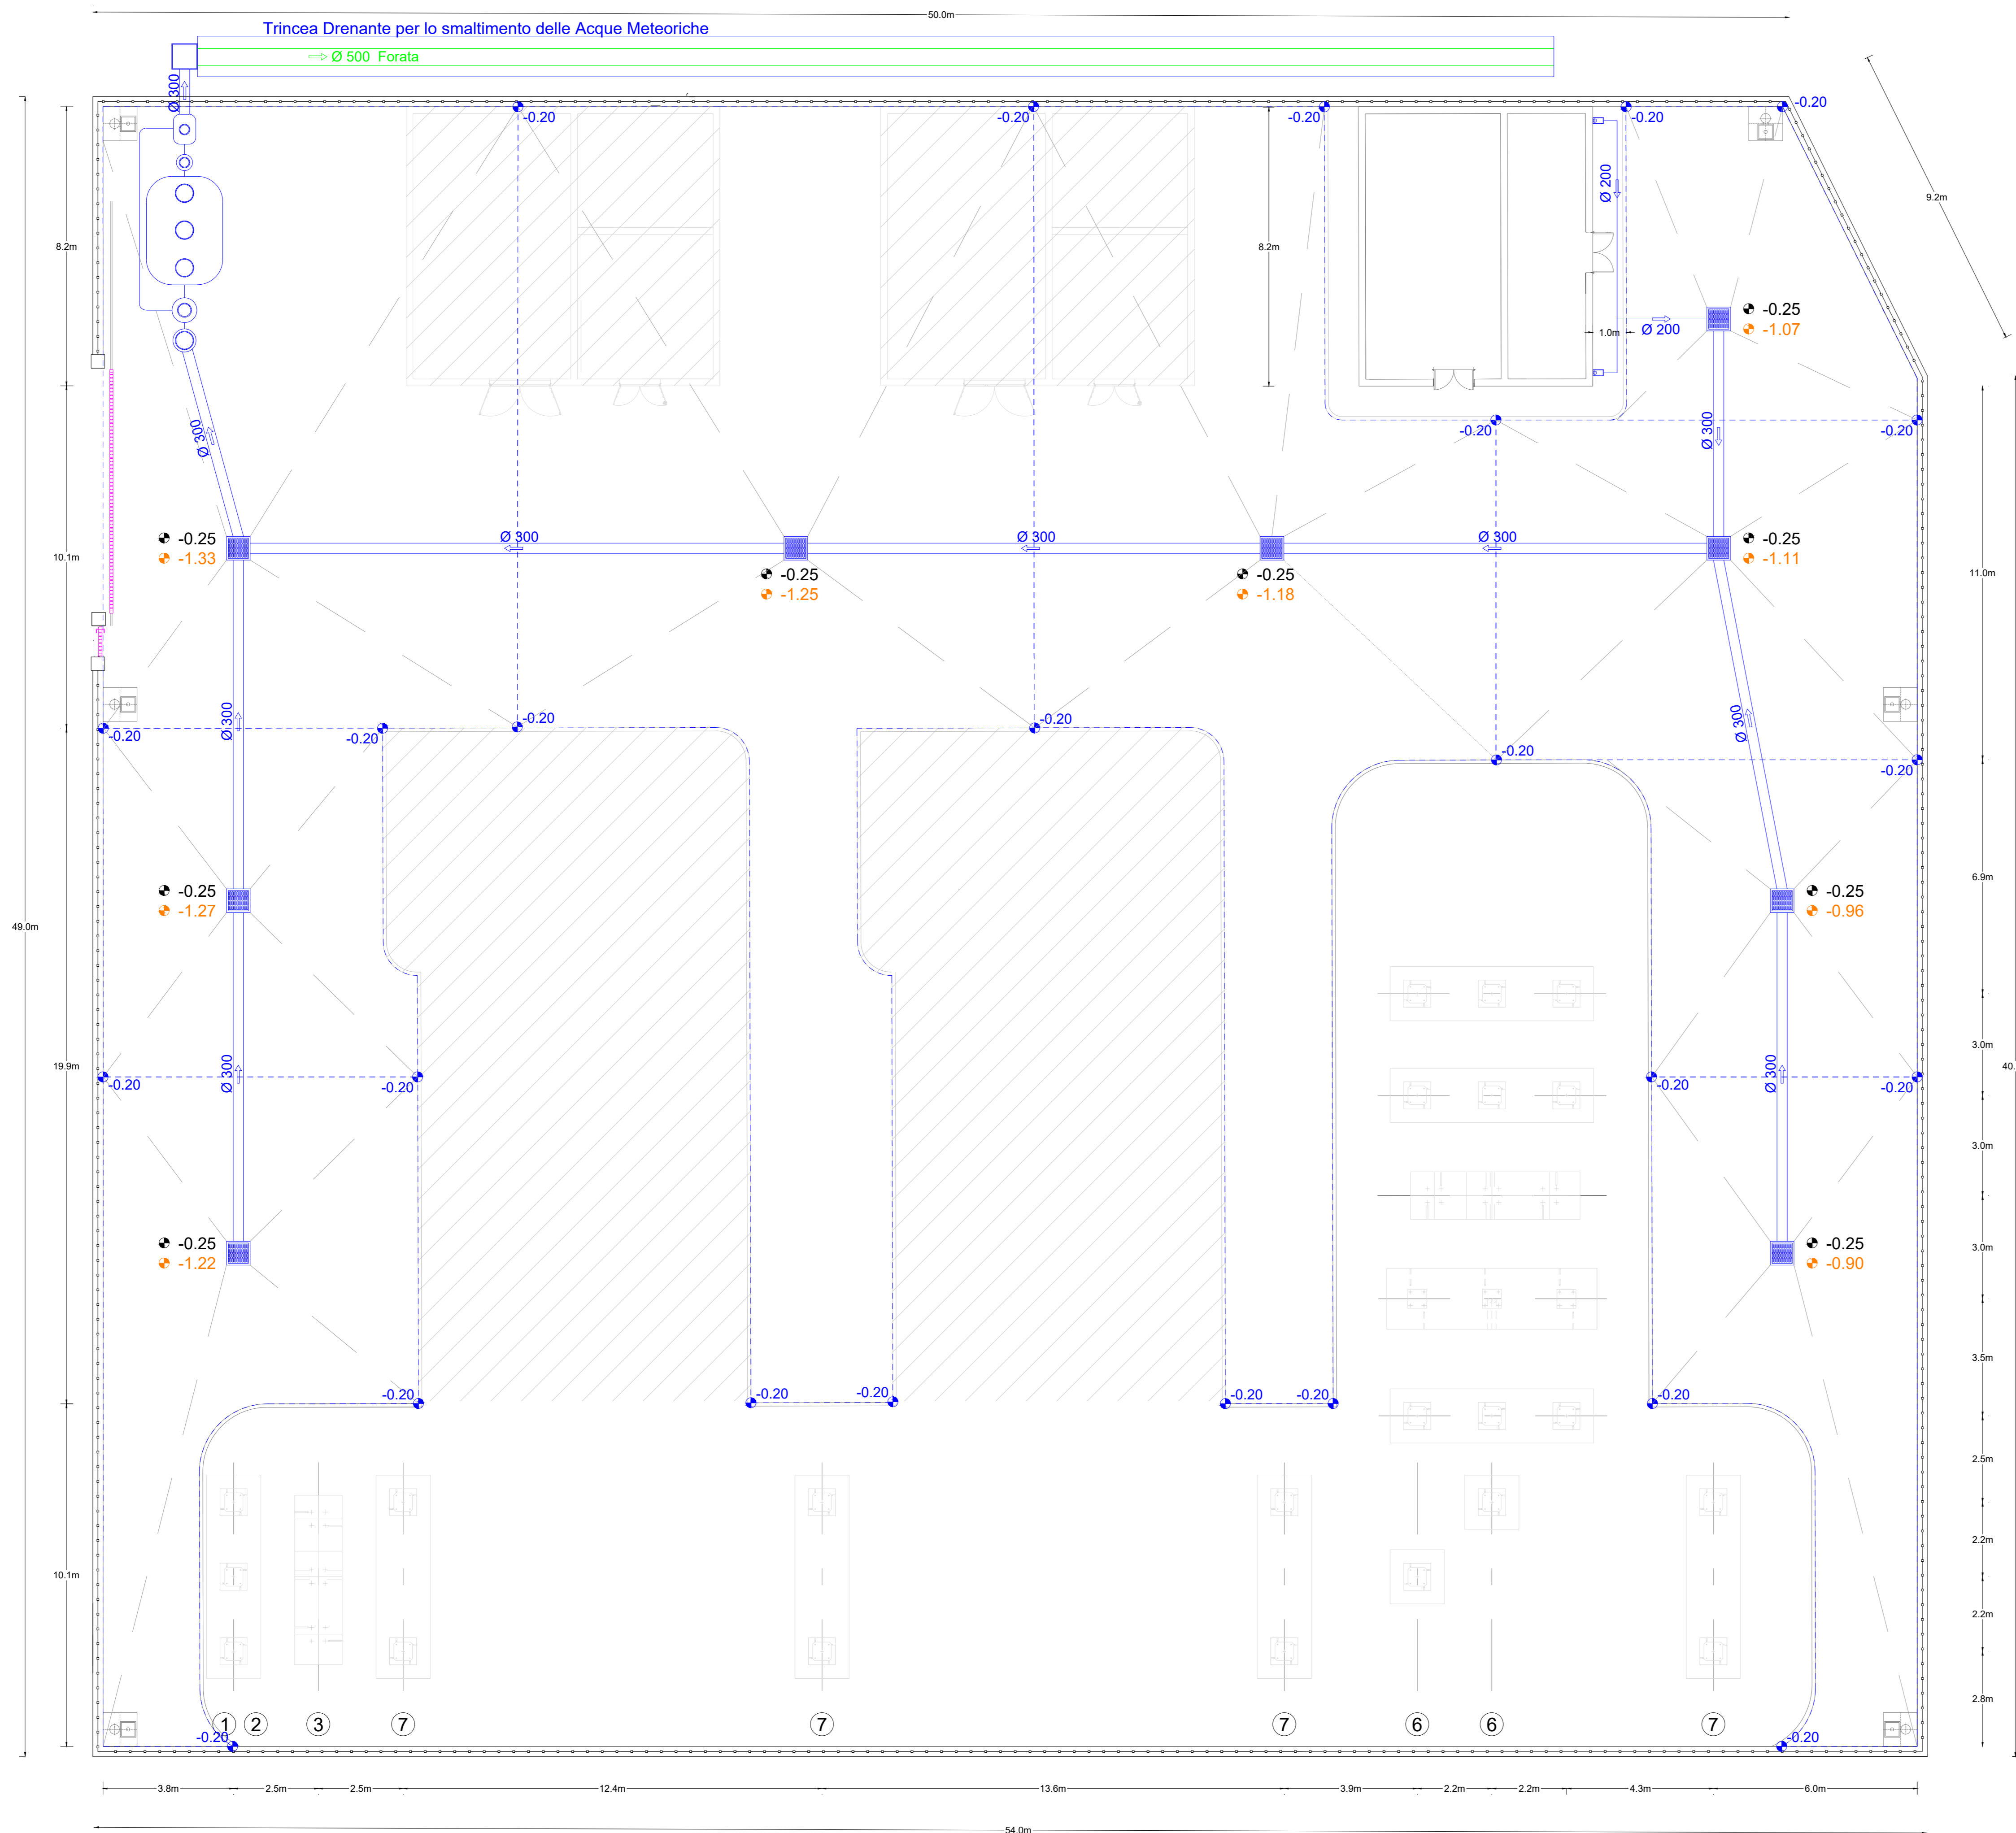 50.0m
Trincea Drenante per lo smaltimento delle Acque Meteoriche
Ø 500 Forata
Ø 300
-0.20
-0.20
-0.20
-0.20
-0.20
9.2m
Ø 200
8.2m
8.2m
-0.25
-1.07
1.0m
Ø 200
Ø 300
Ø 300
-0.20
-0.20
-0.25
-1.33
Ø 300
Ø 300
Ø 300
-0.25
-1.11
10.1m
-0.25
-1.25
-0.25
-1.18
11.0m
Ø 300
Ø 300
-0.20
-0.20
-0.20
-0.20
-0.20
-0.20
-0.25
-1.27
-0.25
-0.96
6.9m
49.0m
19.9m
3.0m
40.
Ø 300
Ø 300
-0.20
-0.20
-0.20
-0.20
3.0m
-0.25
-1.22
-0.25
-0.90
3.0m
3.5m
-0.20
-0.20
-0.20
-0.20
-0.20
-0.20
2.5m
2.2m
10.1m
2.2m
2.8m
1
2
3
7
7
7
6
6
7
-0.20
-0.20
3.8m
2.5m
2.5m
12.4m
13.6m
3.9m
2.2m
2.2m
4.3m
6.0m
54.0m